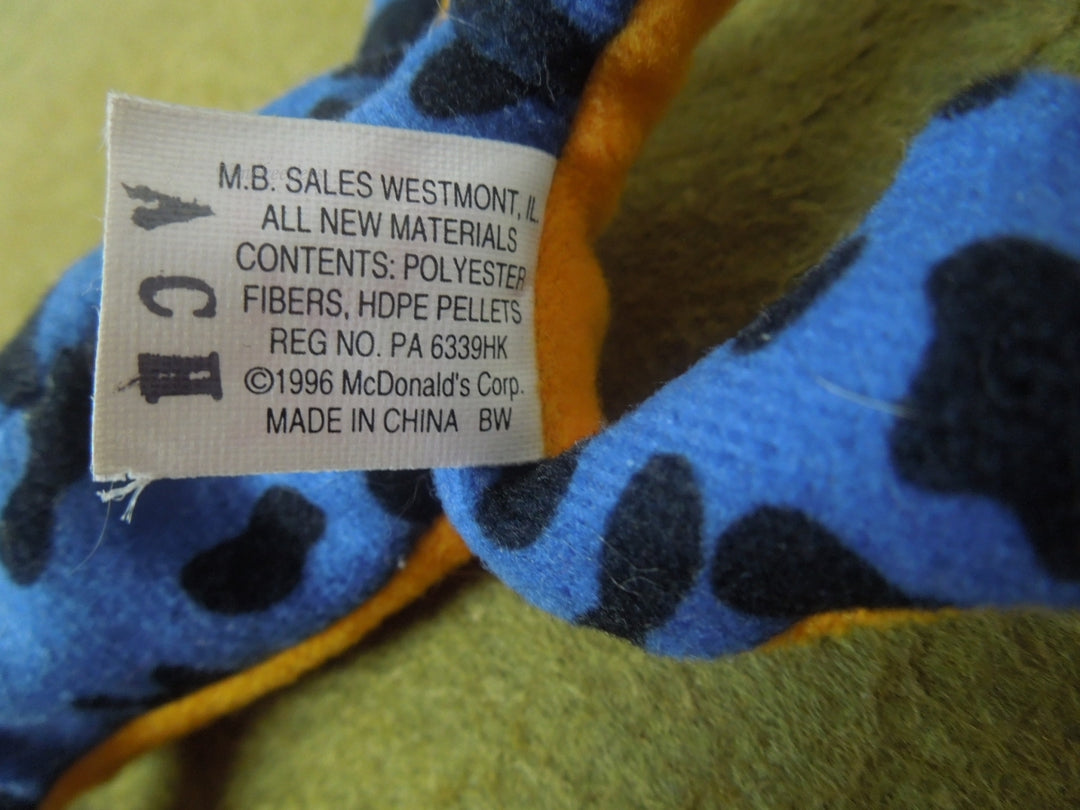 M.B. SALES WESTMONT, IL.
ALL NEW MATERIALS
CONTENTS: POLYESTER
FIBERS, HDPE PELLETS
REG NO. PA 6339HK
©1996 McDonald's Corp.
MADE IN CHINA BW
A C H